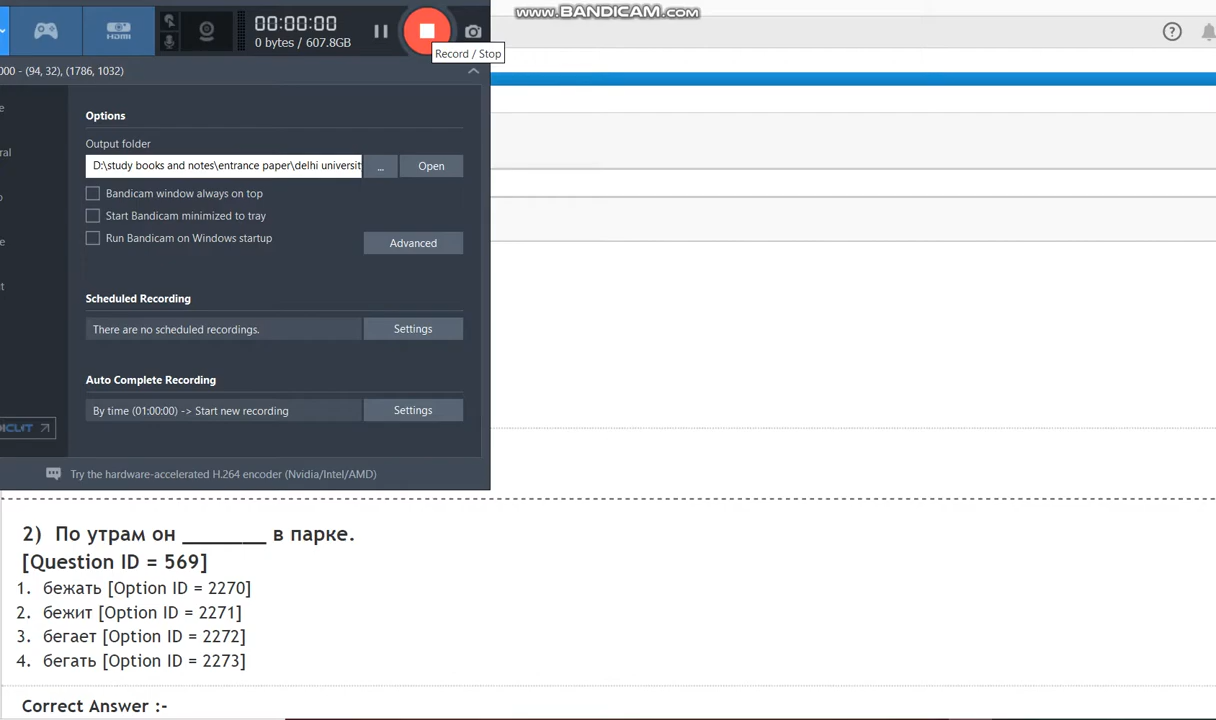 www.BANDICAM.com
HDMI
00:00:00
0 bytes / 607.8GB
Record / Stop
000 - (94, 32), (1786, 1032)
Options
Output folder
D:\study books and notes\entrance paper\delhi universit
...
Open
Bandicam window always on top
Start Bandicam minimized to tray
Run Bandicam on Windows startup
Advanced
Scheduled Recording
There are no scheduled recordings.
Settings
Auto Complete Recording
By time (01:00:00) -> Start new recording
Settings
DICUT
Try the hardware-accelerated H.264 encoder (Nvidia/Intel/AMD)
2) По утрам он _______ в парке.
[Question ID = 569]
1. бежать [Option ID = 2270]
2. бежит [Option ID = 2271]
3. бегает [Option ID = 2272]
4. бегать [Option ID = 2273]
Correct Answer :-